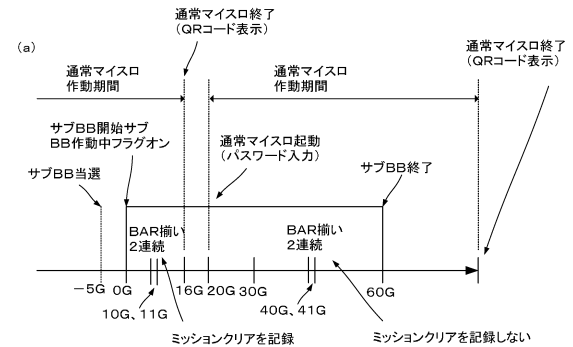 通常マイスロ終了
（QRコード表示）
（a）
通常マイスロ終了
（QRコード表示）
通常マイスロ
作動期間
通常マイスロ
作動期間
サブBB開始サブ
BB作動中フラグオン
通常マイスロ起動
（パスワード入力）
サブBB当選
サブBB終了
BAR揃い
2連続
BAR揃い
2連続
－5G
0G
16G
20G
30G
60G
10G、11G
40G、41G
ミッションクリアを記録
ミッションクリアを記録しない